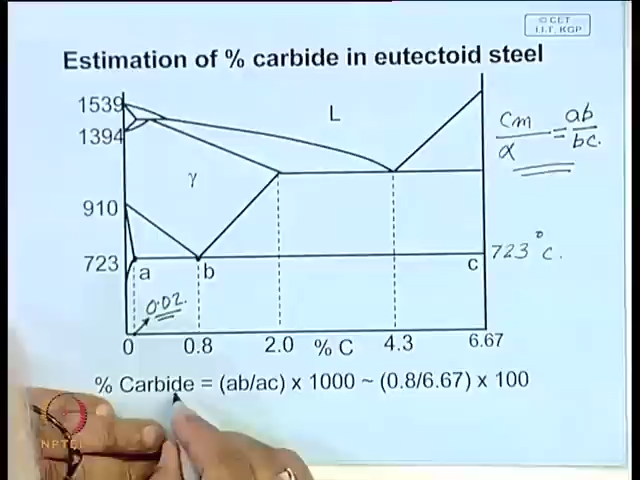 © CET
I.I.T. KGP
Estimation of % carbide in eutectoid steel
1539
L
1394
γ
910
723
a
b
c
0.02
cm/α = ab/bc.
723°c.
0
0.8
2.0
% C
4.3
6.67
% Carbide = (ab/ac) x 1000 ~ (0.8/6.67) x 100
NPTEL